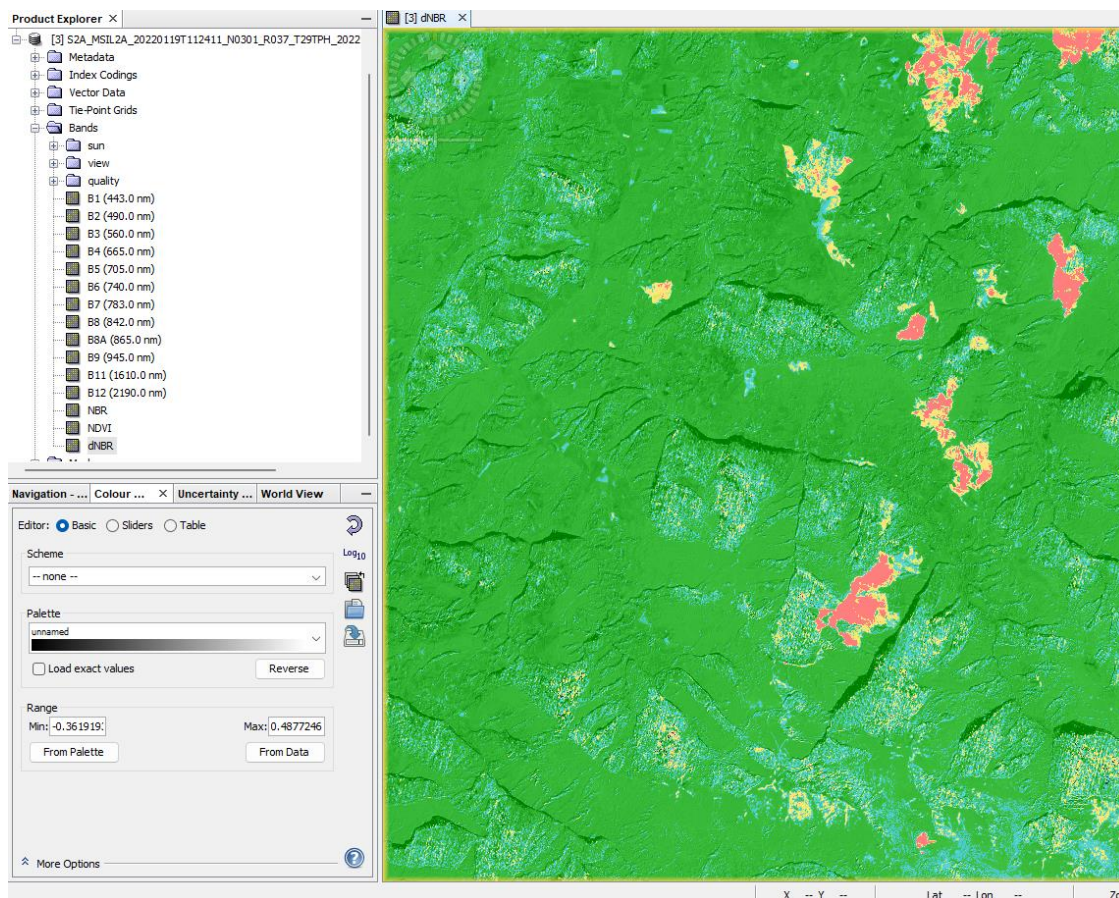 Product Explorer ×
[3] S2A_MSIL2A_20220119T112411_N0301_R037_T29TPH_2022
Metadata
Index Codings
Vector Data
Tie-Point Grids
Bands
sun
view
quality
B1 (443.0 nm)
B2 (490.0 nm)
B3 (560.0 nm)
B4 (665.0 nm)
B5 (705.0 nm)
B6 (740.0 nm)
B7 (783.0 nm)
B8 (842.0 nm)
B8A (865.0 nm)
B9 (945.0 nm)
B11 (1610.0 nm)
B12 (2190.0 nm)
NBR
NDVI
dNBR
Navigation - ... Colour ... × Uncertainty ... World View
Editor: Basic Sliders Table
Log10
Scheme
-- none --
Palette
unnamed
Load exact values Reverse
Range
Min: -0.361919 Max: 0.4877246
From Palette From Data
More Options
[3] dNBR ×
X -- Y -- Lat -- Lon -- Zo